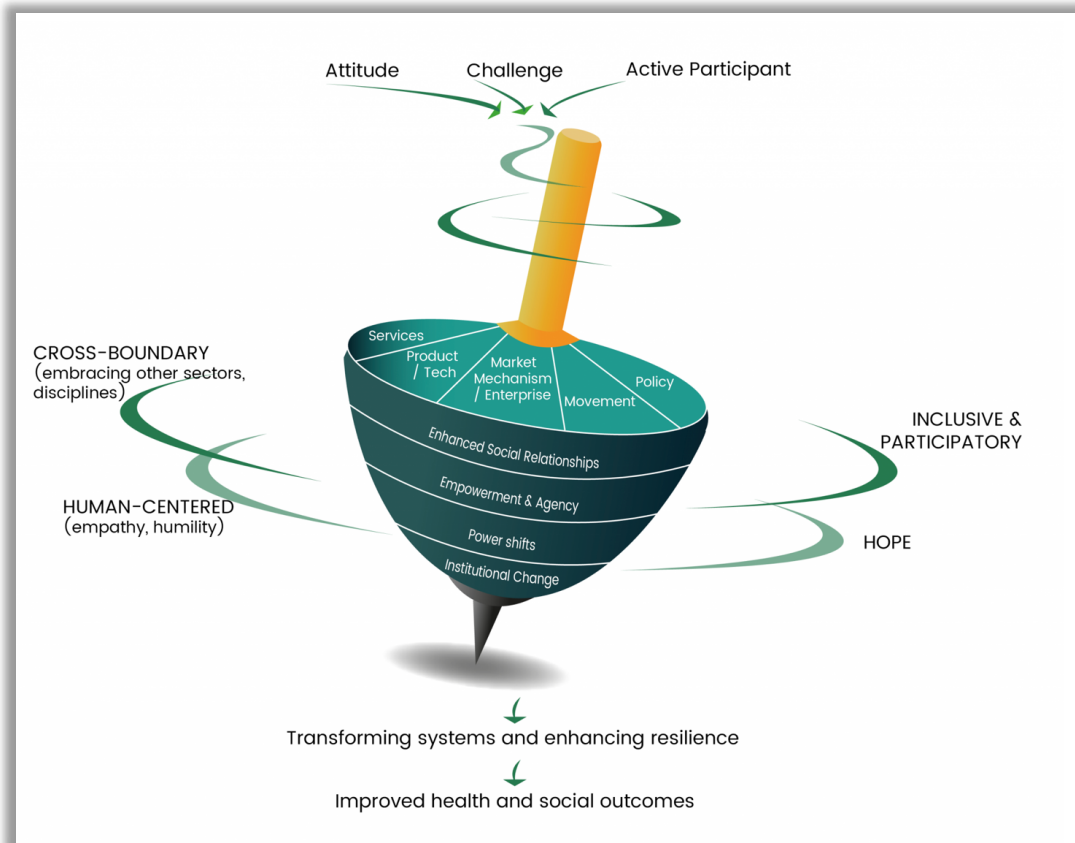 Attitude
Challenge
Active Participant
Services
Product
/ Tech
Market
Mechanism
/ Enterprise
Movement
Policy
Enhanced Social Relationships
Empowerment & Agency
Power shifts
Institutional Change
CROSS-BOUNDARY
(embracing other sectors,
disciplines)
HUMAN-CENTERED
(empathy, humility)
INCLUSIVE &
PARTICIPATORY
HOPE
Transforming systems and enhancing resilience
Improved health and social outcomes